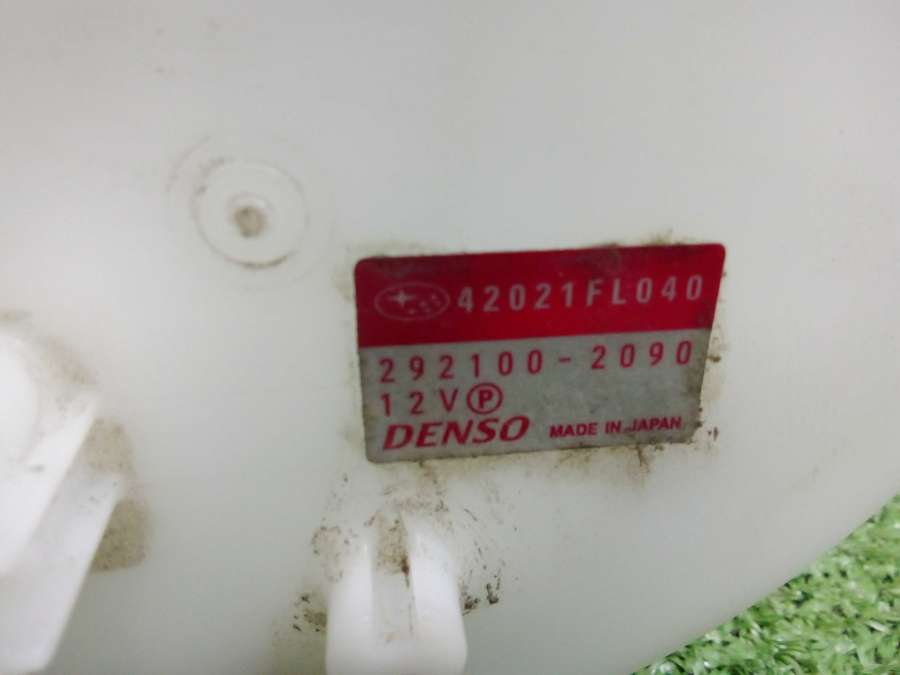 42021FL040
292100-2090
12V Ⓟ
DENSO MADE IN JAPAN